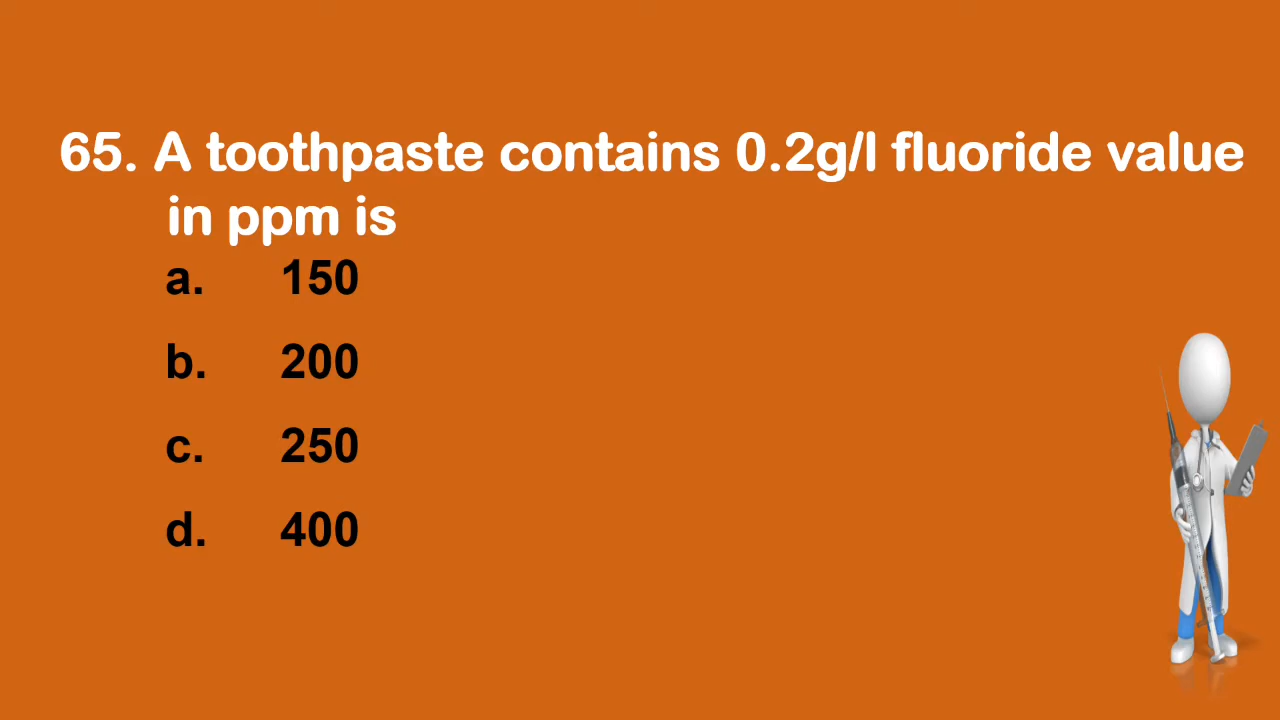 65. A toothpaste contains 0.2g/l fluoride value
in ppm is
a. 150
b. 200
c. 250
d. 400